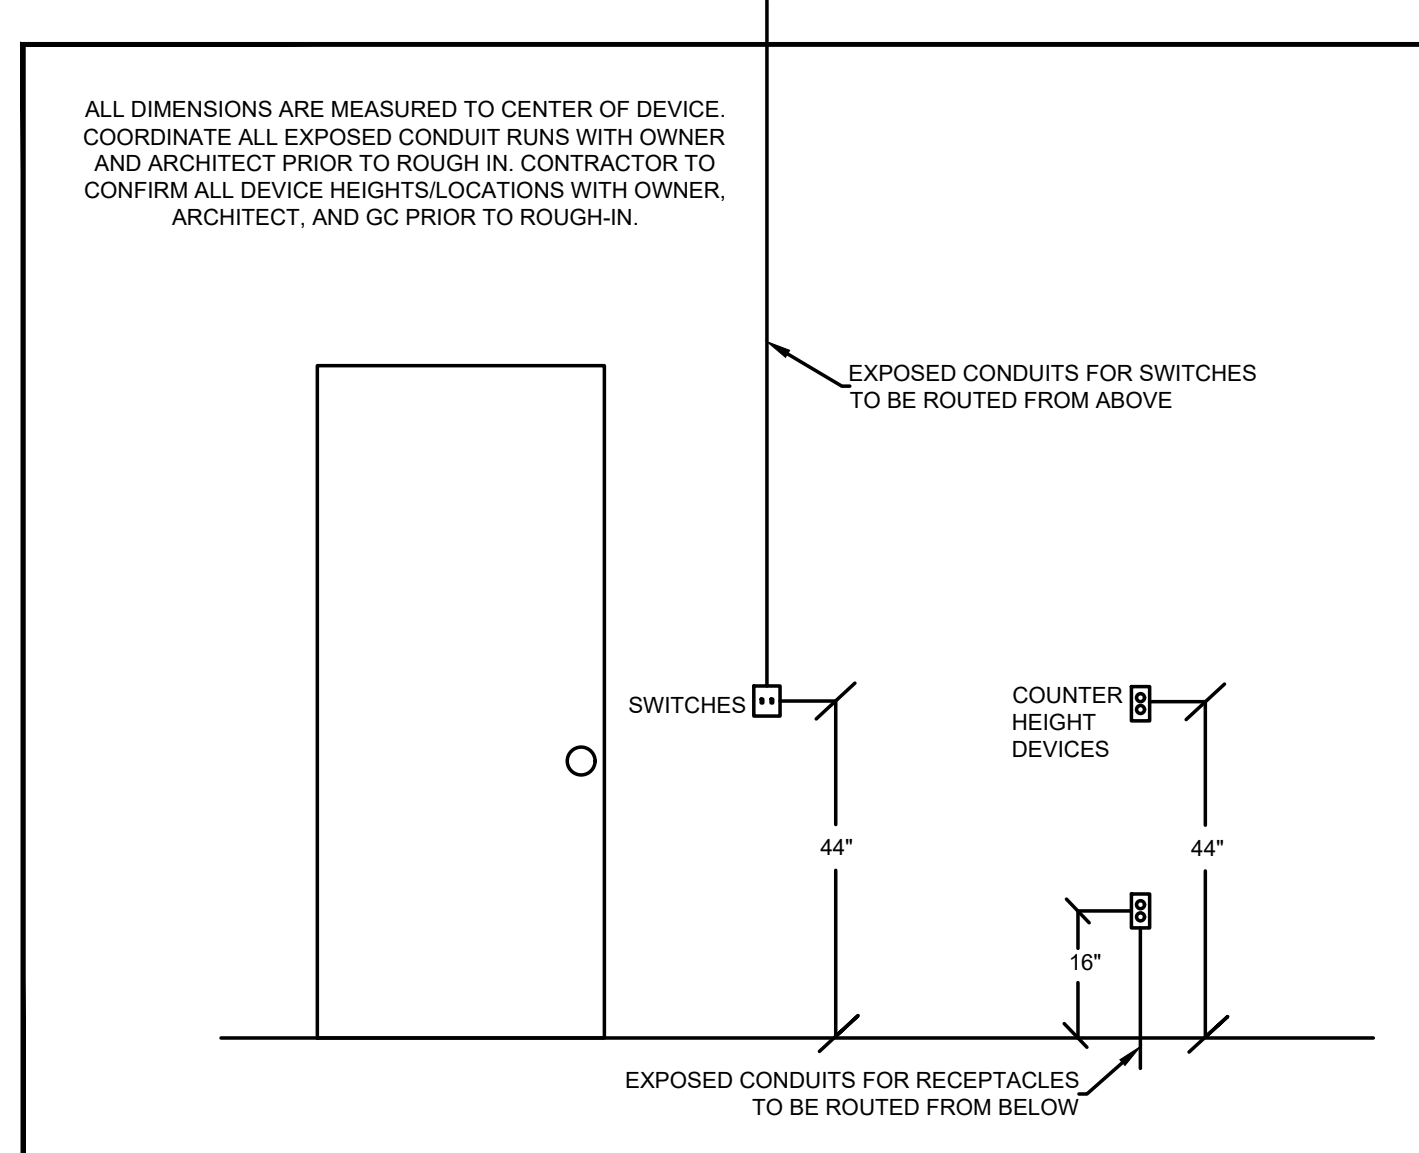 ALL DIMENSIONS ARE MEASURED TO CENTER OF DEVICE.
COORDINATE ALL EXPOSED CONDUIT RUNS WITH OWNER
AND ARCHITECT PRIOR TO ROUGH IN. CONTRACTOR TO
CONFIRM ALL DEVICE HEIGHTS/LOCATIONS WITH OWNER,
ARCHITECT, AND GC PRIOR TO ROUGH-IN.
EXPOSED CONDUITS FOR SWITCHES
TO BE ROUTED FROM ABOVE
SWITCHES
COUNTER
HEIGHT
DEVICES
44"
44"
16"
EXPOSED CONDUITS FOR RECEPTACLES
TO BE ROUTED FROM BELOW